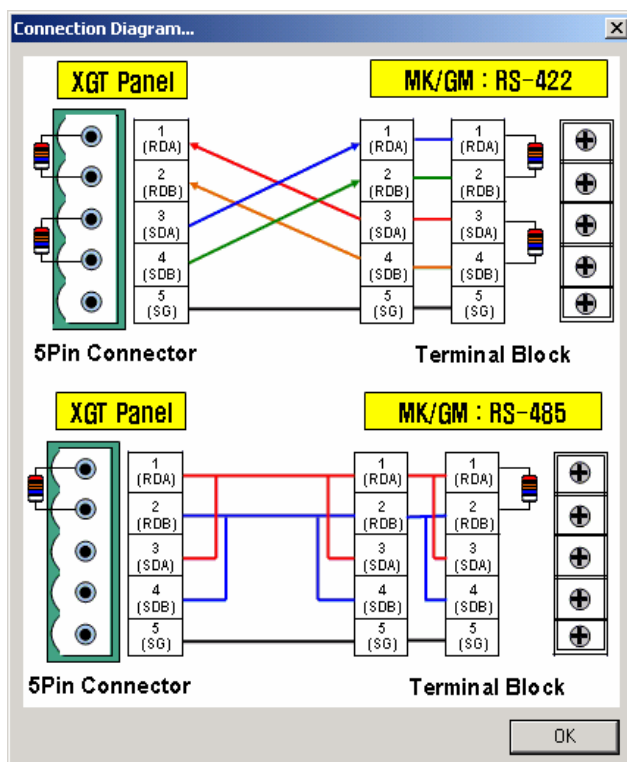 Connection Diagram...
XGT Panel
MK/GM : RS-422
1
(RDA)
2
(RDB)
3
(SDA)
4
(SDB)
5
(SG)
1
(RDA)
2
(RDB)
3
(SDA)
4
(SDB)
5
(SG)
1
(RDA)
2
(RDB)
3
(SDA)
4
(SDB)
5
(SG)
5Pin Connector
Terminal Block
XGT Panel
MK/GM : RS-485
1
(RDA)
2
(RDB)
3
(SDA)
4
(SDB)
5
(SG)
1
(RDA)
2
(RDB)
3
(SDA)
4
(SDB)
5
(SG)
1
(RDA)
2
(RDB)
3
(SDA)
4
(SDB)
5
(SG)
5Pin Connector
Terminal Block
OK